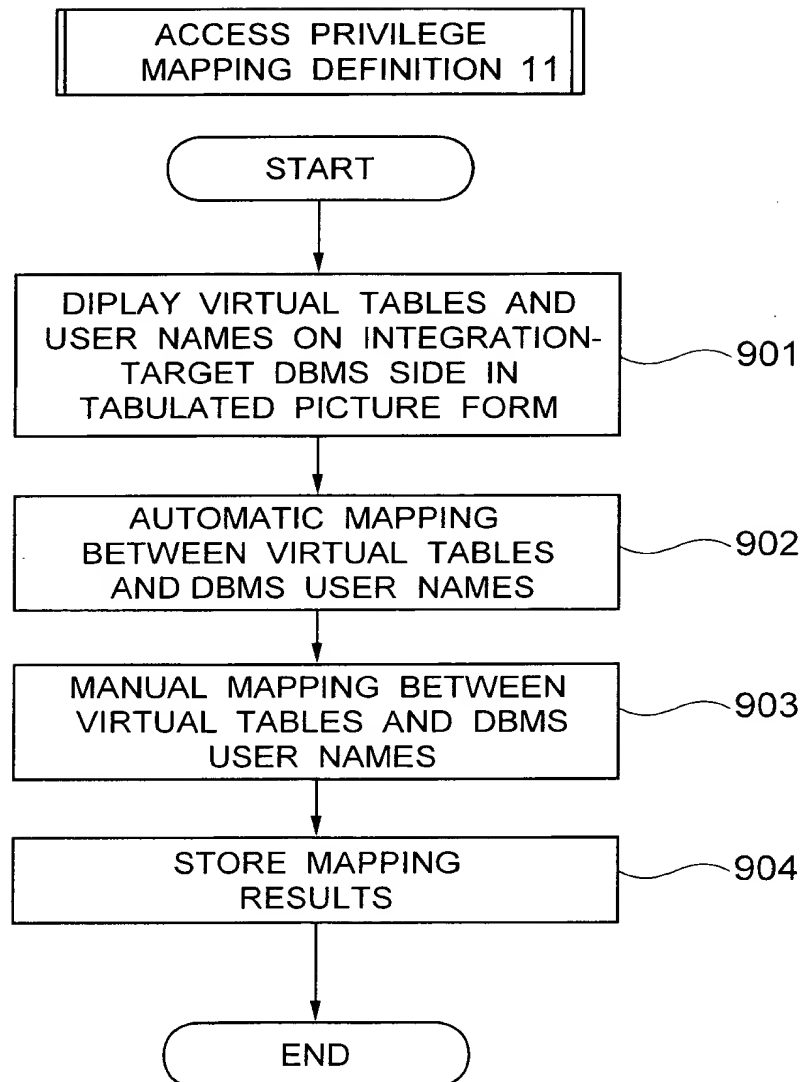 ACCESS PRIVILEGE
MAPPING DEFINITION 11
START
DIPLAY VIRTUAL TABLES AND
USER NAMES ON INTEGRATION-
TARGET DBMS SIDE IN
TABULATED PICTURE FORM
901
AUTOMATIC MAPPING
BETWEEN VIRTUAL TABLES
AND DBMS USER NAMES
902
MANUAL MAPPING BETWEEN
VIRTUAL TABLES AND DBMS
USER NAMES
903
STORE MAPPING
RESULTS
904
END